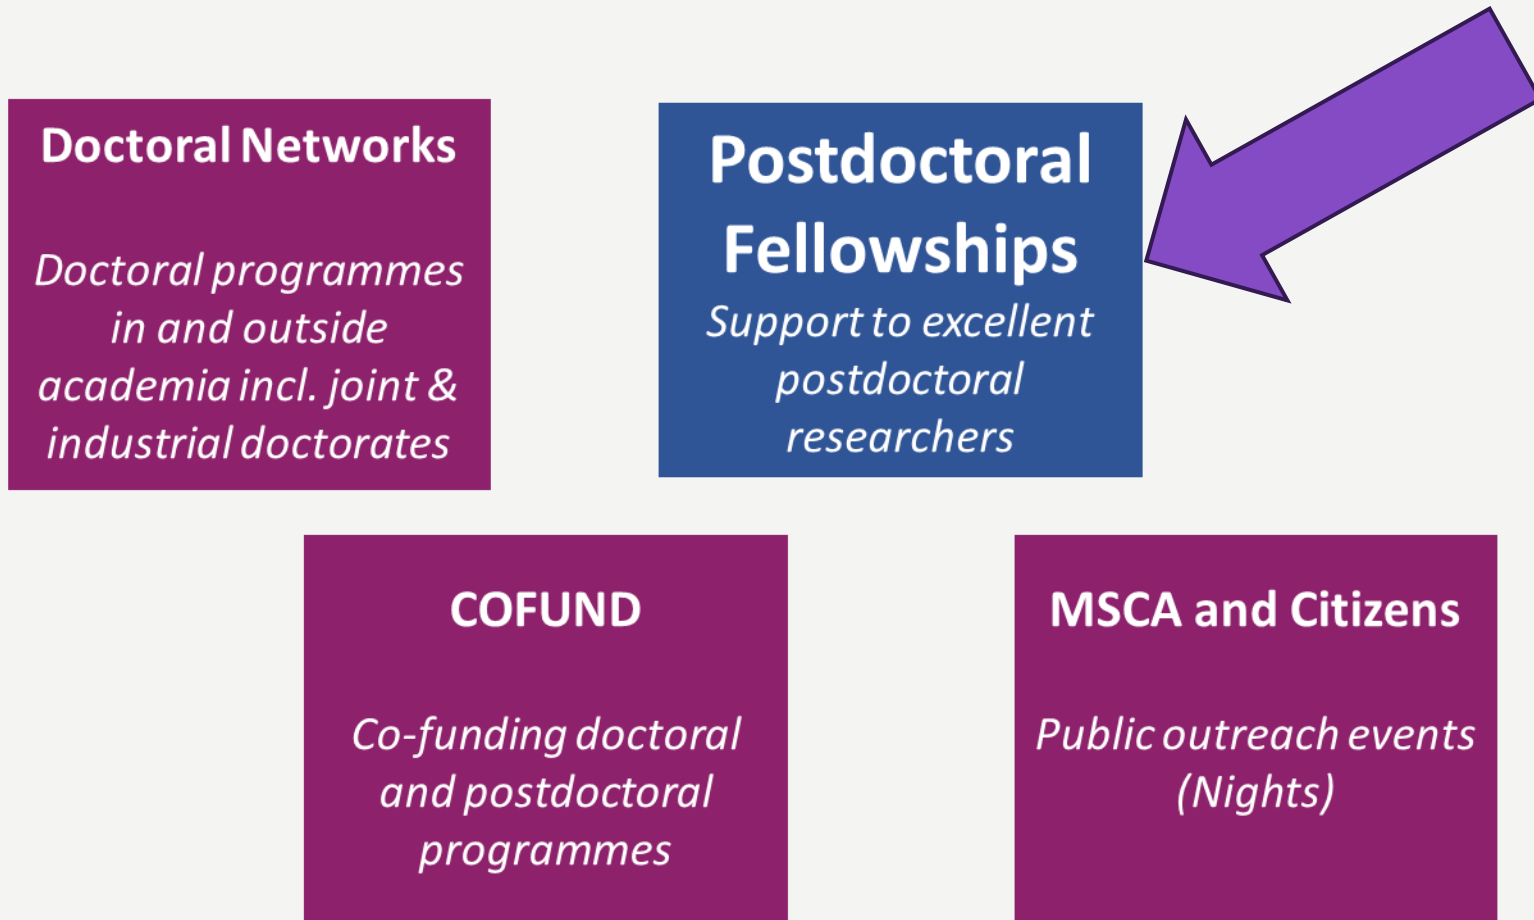 Doctoral Networks
Doctoral programmes
in and outside
academia incl. joint &
industrial doctorates
Postdoctoral
Fellowships
Support to excellent
postdoctoral
researchers
COFUND
Co-funding doctoral
and postdoctoral
programmes
MSCA and Citizens
Public outreach events
(Nights)